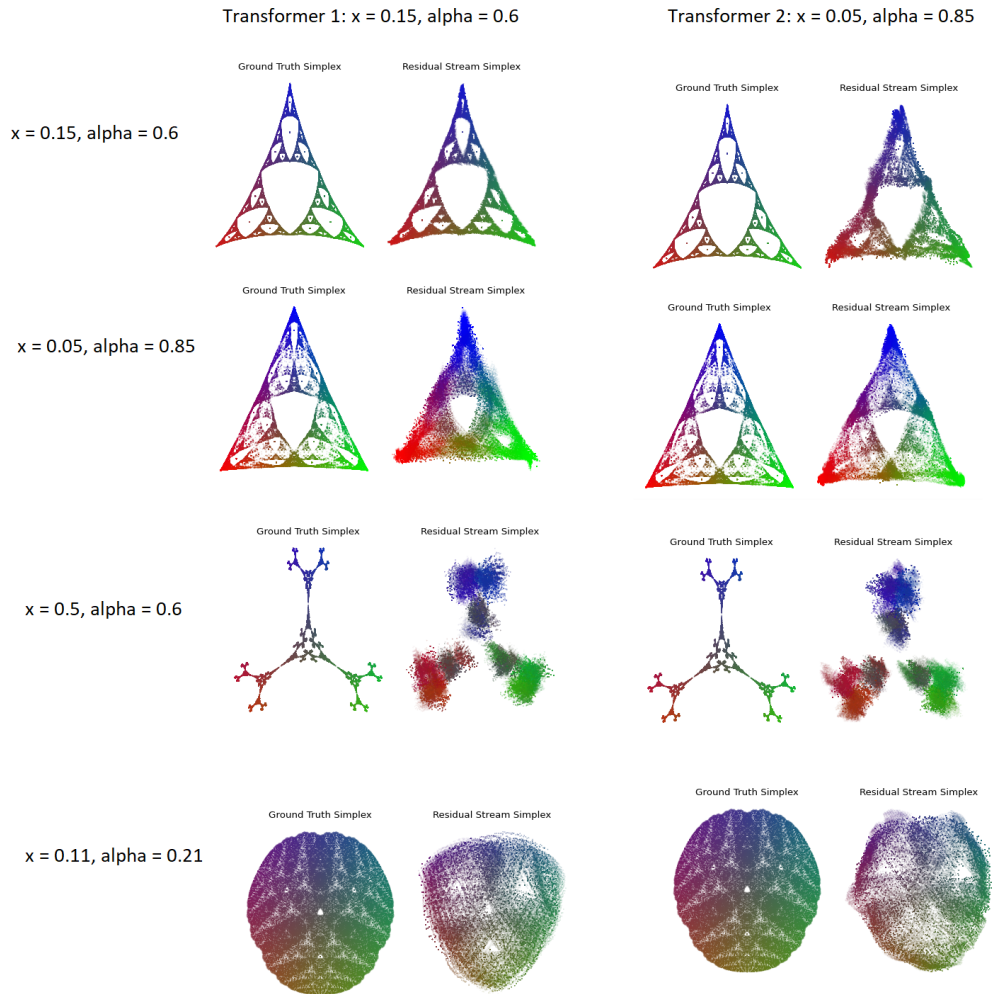 Transformer 1: x = 0.15, alpha = 0.6
Transformer 2: x = 0.05, alpha = 0.85
Ground Truth Simplex
Residual Stream Simplex
Ground Truth Simplex
Residual Stream Simplex
x = 0.15, alpha = 0.6
Ground Truth Simplex
Residual Stream Simplex
Ground Truth Simplex
Residual Stream Simplex
x = 0.05, alpha = 0.85
Ground Truth Simplex
Residual Stream Simplex
Ground Truth Simplex
Residual Stream Simplex
x = 0.5, alpha = 0.6
Ground Truth Simplex
Residual Stream Simplex
Ground Truth Simplex
Residual Stream Simplex
x = 0.11, alpha = 0.21